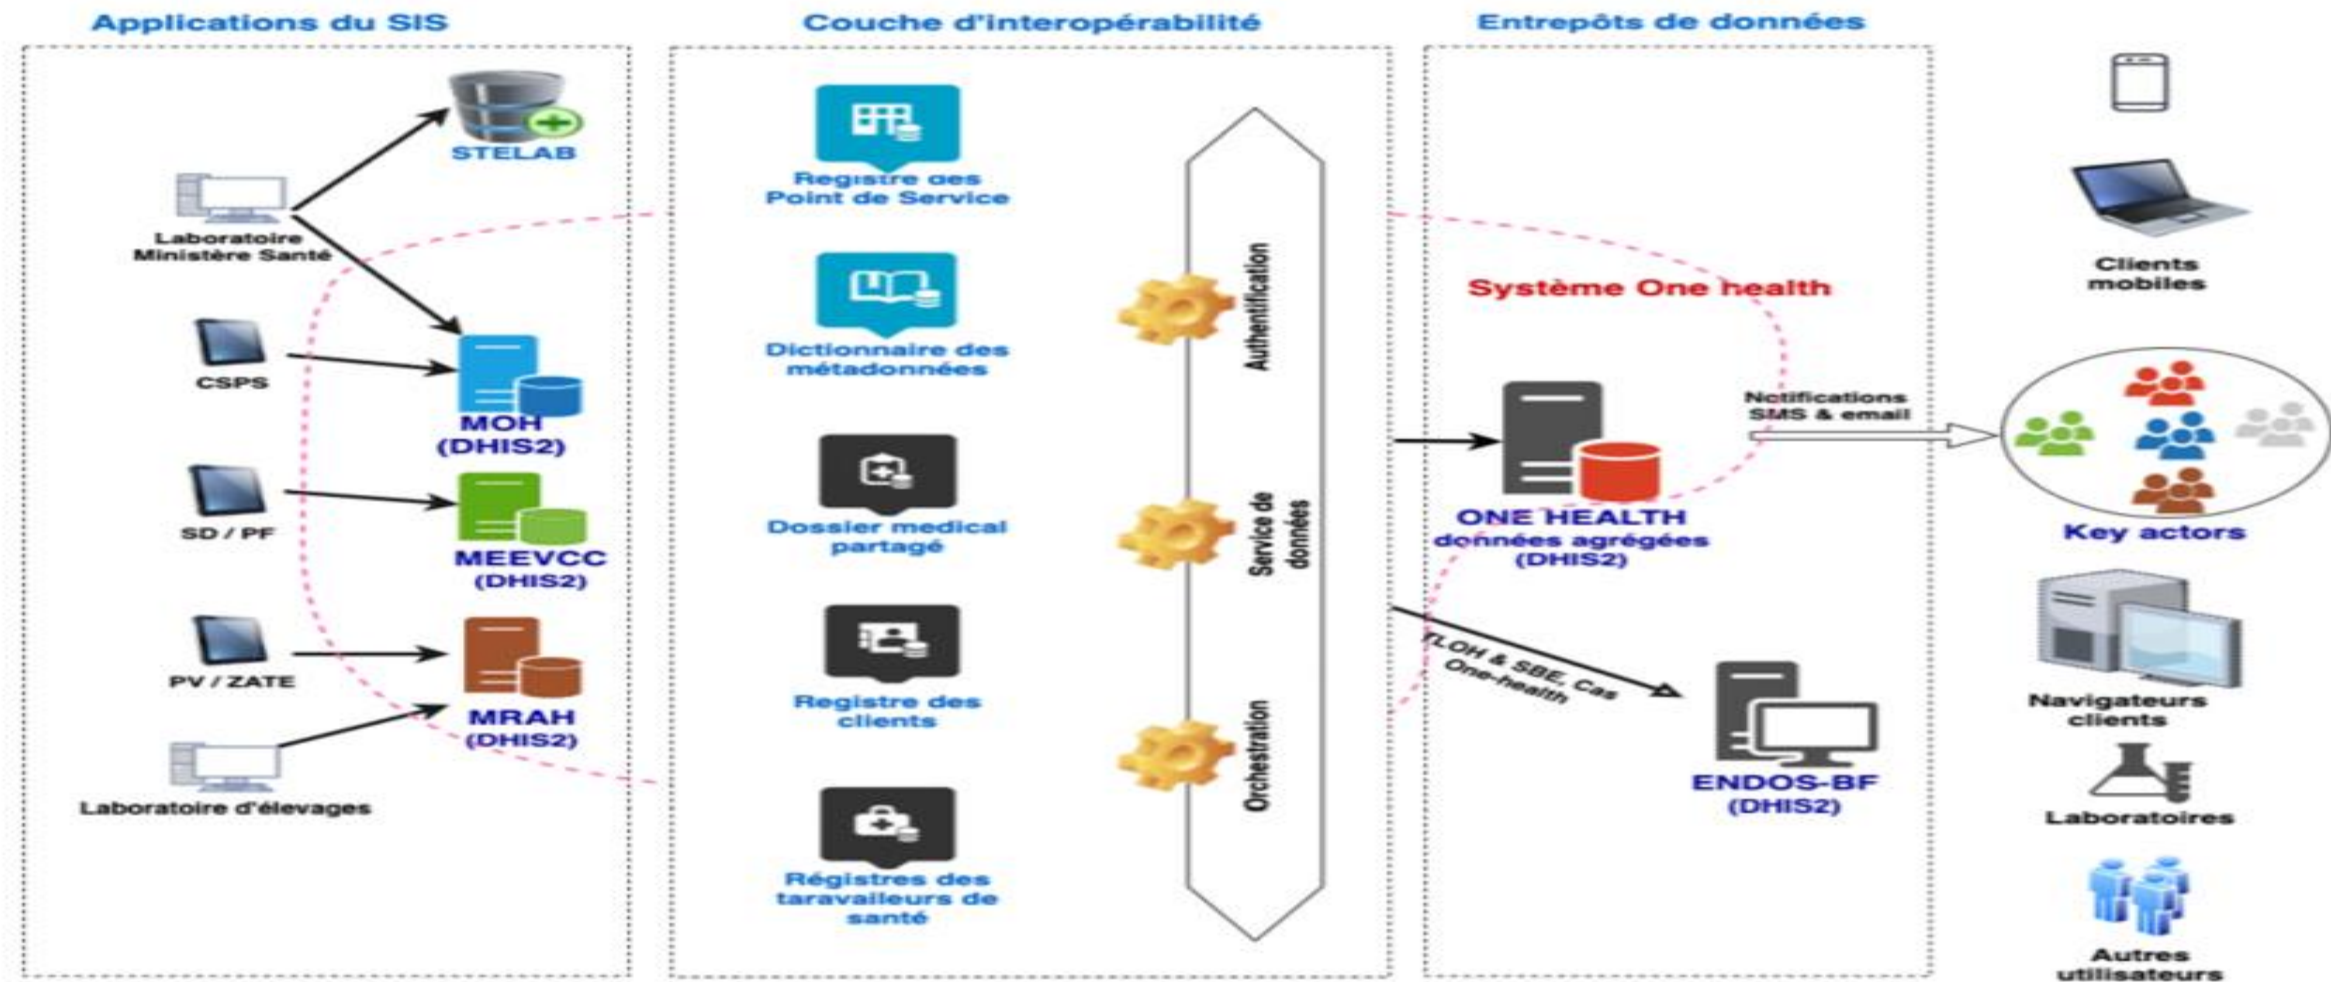 Applications du SIS
STELAB
Laboratoire
Ministère Santé
CSPS
MOH
(DHIS2)
SD / PF
MEEVCC
(DHIS2)
PV / ZATE
MRAH
(DHIS2)
Laboratoire d'élevages
Couche d'interopérabilité
Registre des
Point de Service
Dictionnaire des
métadonnées
Dossier medical
partagé
Registre des
clients
Régistres des
taravailleurs de
santé
Authentification
Service de
données
Orchestration
Entrepôts de données
Système One health
Notifications
SMS & email
ONE HEALTH
données agrégées
(DHIS2)
TLOH & SBE, Cas
One-health
ENDOS-BF
(DHIS2)
Clients
mobiles
Key actors
Navigateurs
clients
Laboratoires
Autres
utilisateurs